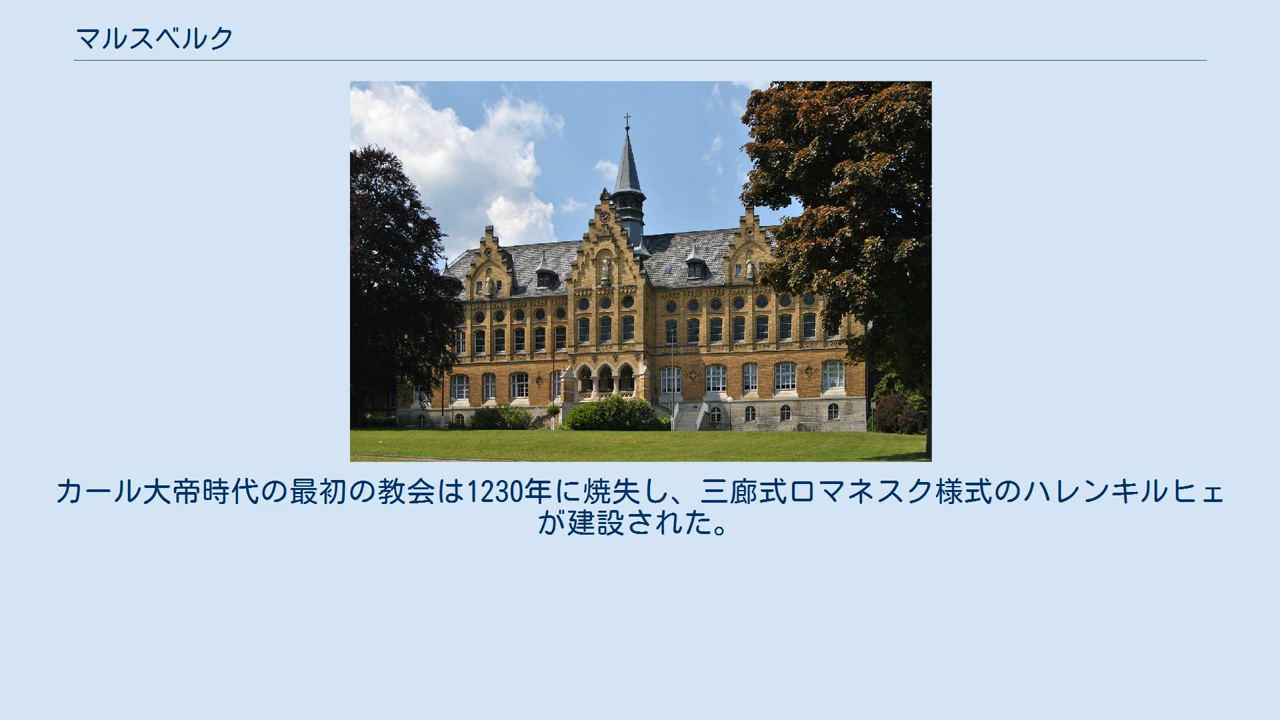 マルスベルク
カール大帝時代の最初の教会は1230年に焼失し、三廊式ロマネスク様式のハレンキルヒェ
が建設された。